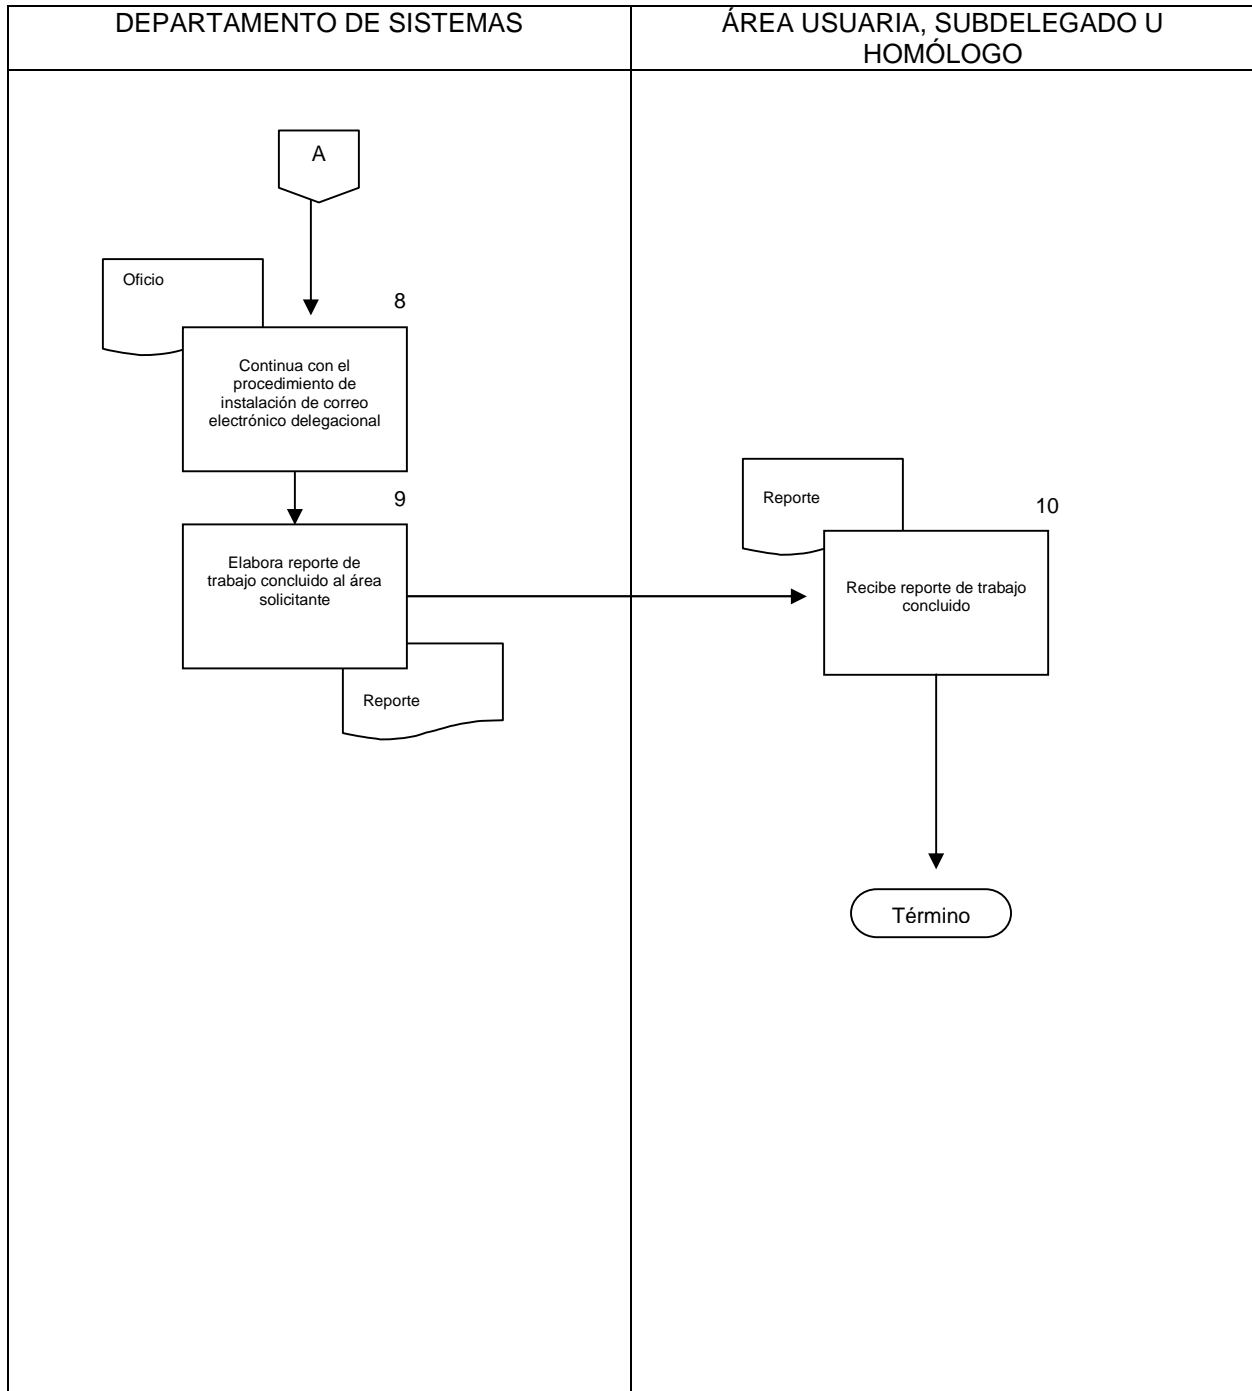 DEPARTAMENTO DE SISTEMAS
ÁREA USUARIA, SUBDELEGADO U
HOMÓLOGO
A
Oficio
8
Continua con el
procedimiento de
instalación de correo
electrónico delegacional
9
Elabora reporte de
trabajo concluido al área
solicitante
Reporte
Reporte
10
Recibe reporte de trabajo
concluido
Término